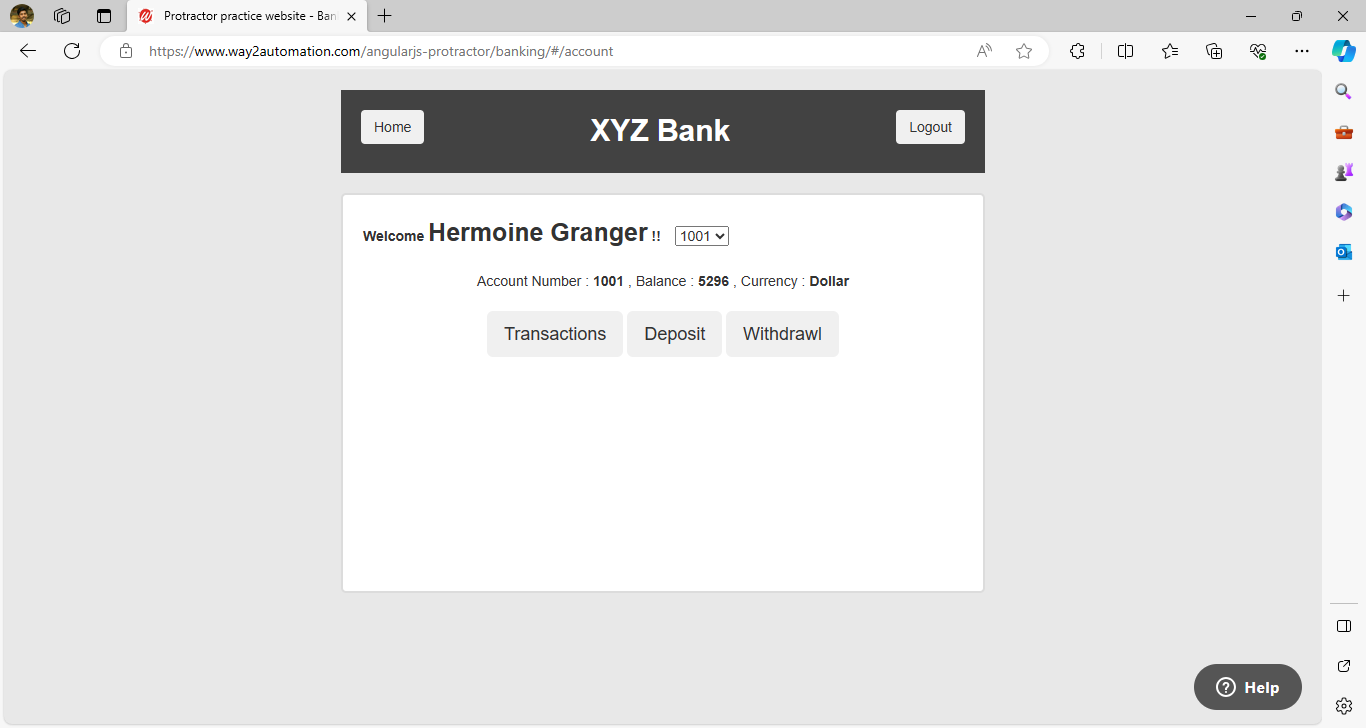 Protractor practice website - Ban
https://www.way2automation.com/angularjs-protractor/banking/#/account
Home
XYZ Bank
Logout
Welcome Hermoine Granger !! 1001
Account Number : 1001 , Balance : 5296 , Currency : Dollar
Transactions Deposit Withdrawl
Help